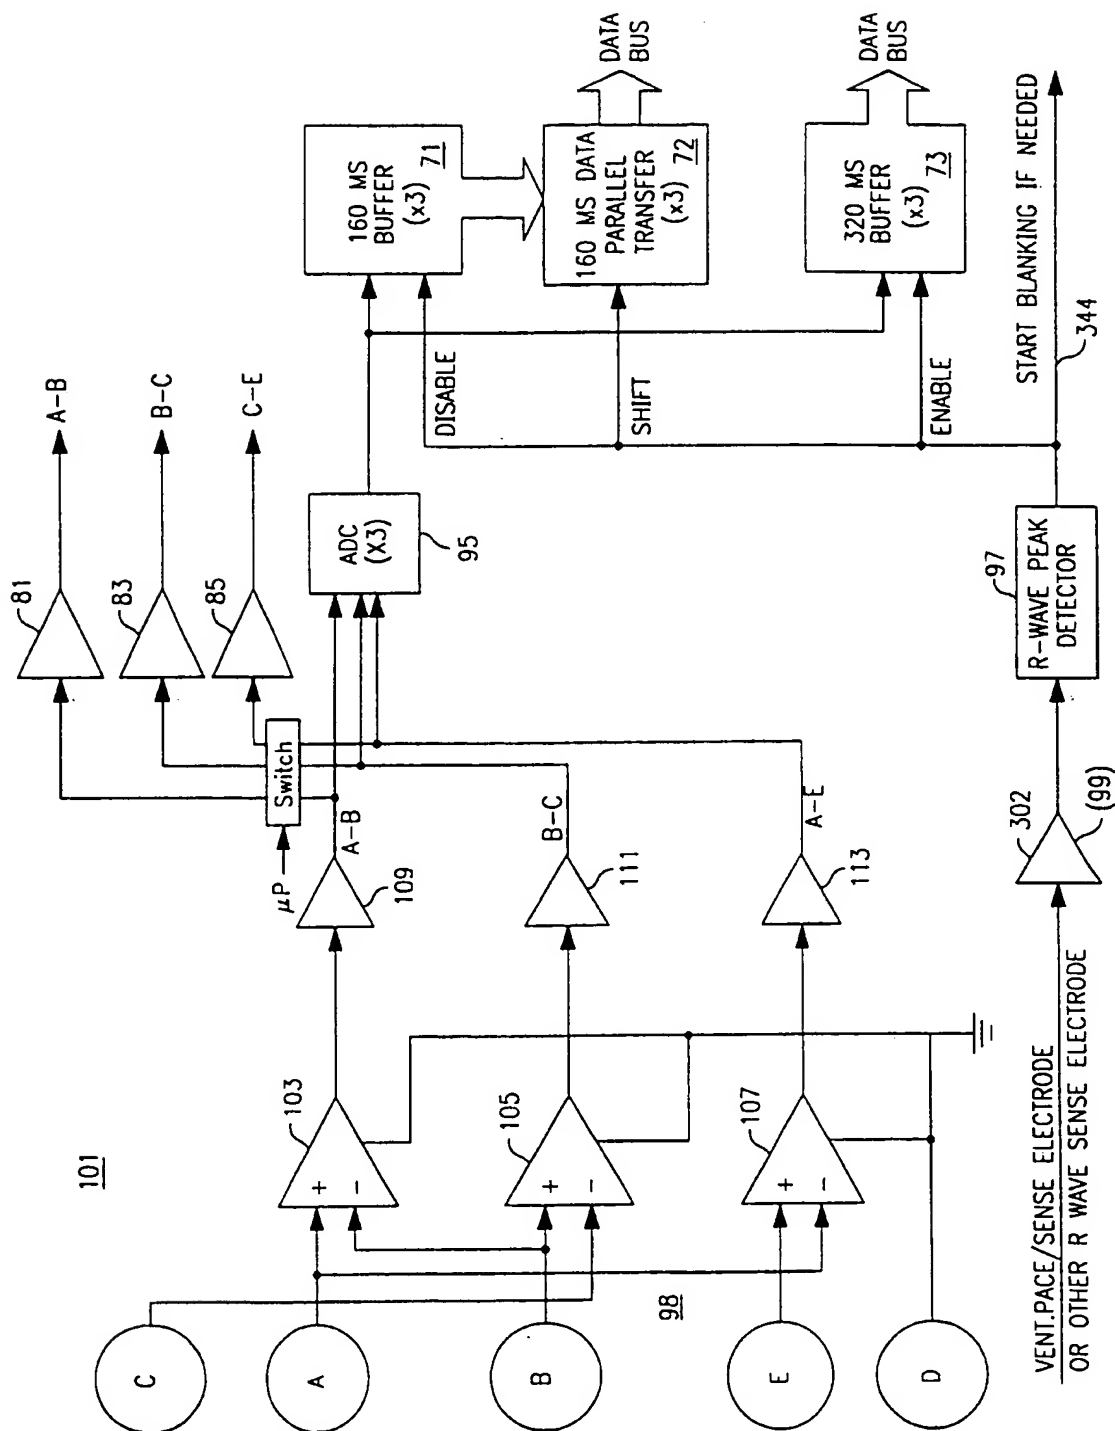 101
C
A
B
E
D
98
+
−
103
+
−
105
+
−
107
109
111
113
A-B
B-C
A-E
µP
Switch
81
83
85
A-B
B-C
C-E
ADC
(X3)
95
DISABLE
SHIFT
ENABLE
160 MS
BUFFER
(x3)
71
160 MS DATA
PARALLEL
TRANSFER
(x3)
72
DATA
BUS
320 MS
BUFFER
(x3)
73
DATA
BUS
VENT.PACE/SENSE ELECTRODE
OR OTHER R WAVE SENSE ELECTRODE
302
(99)
R-WAVE PEAK
DETECTOR
97
START BLANKING IF NEEDED
344